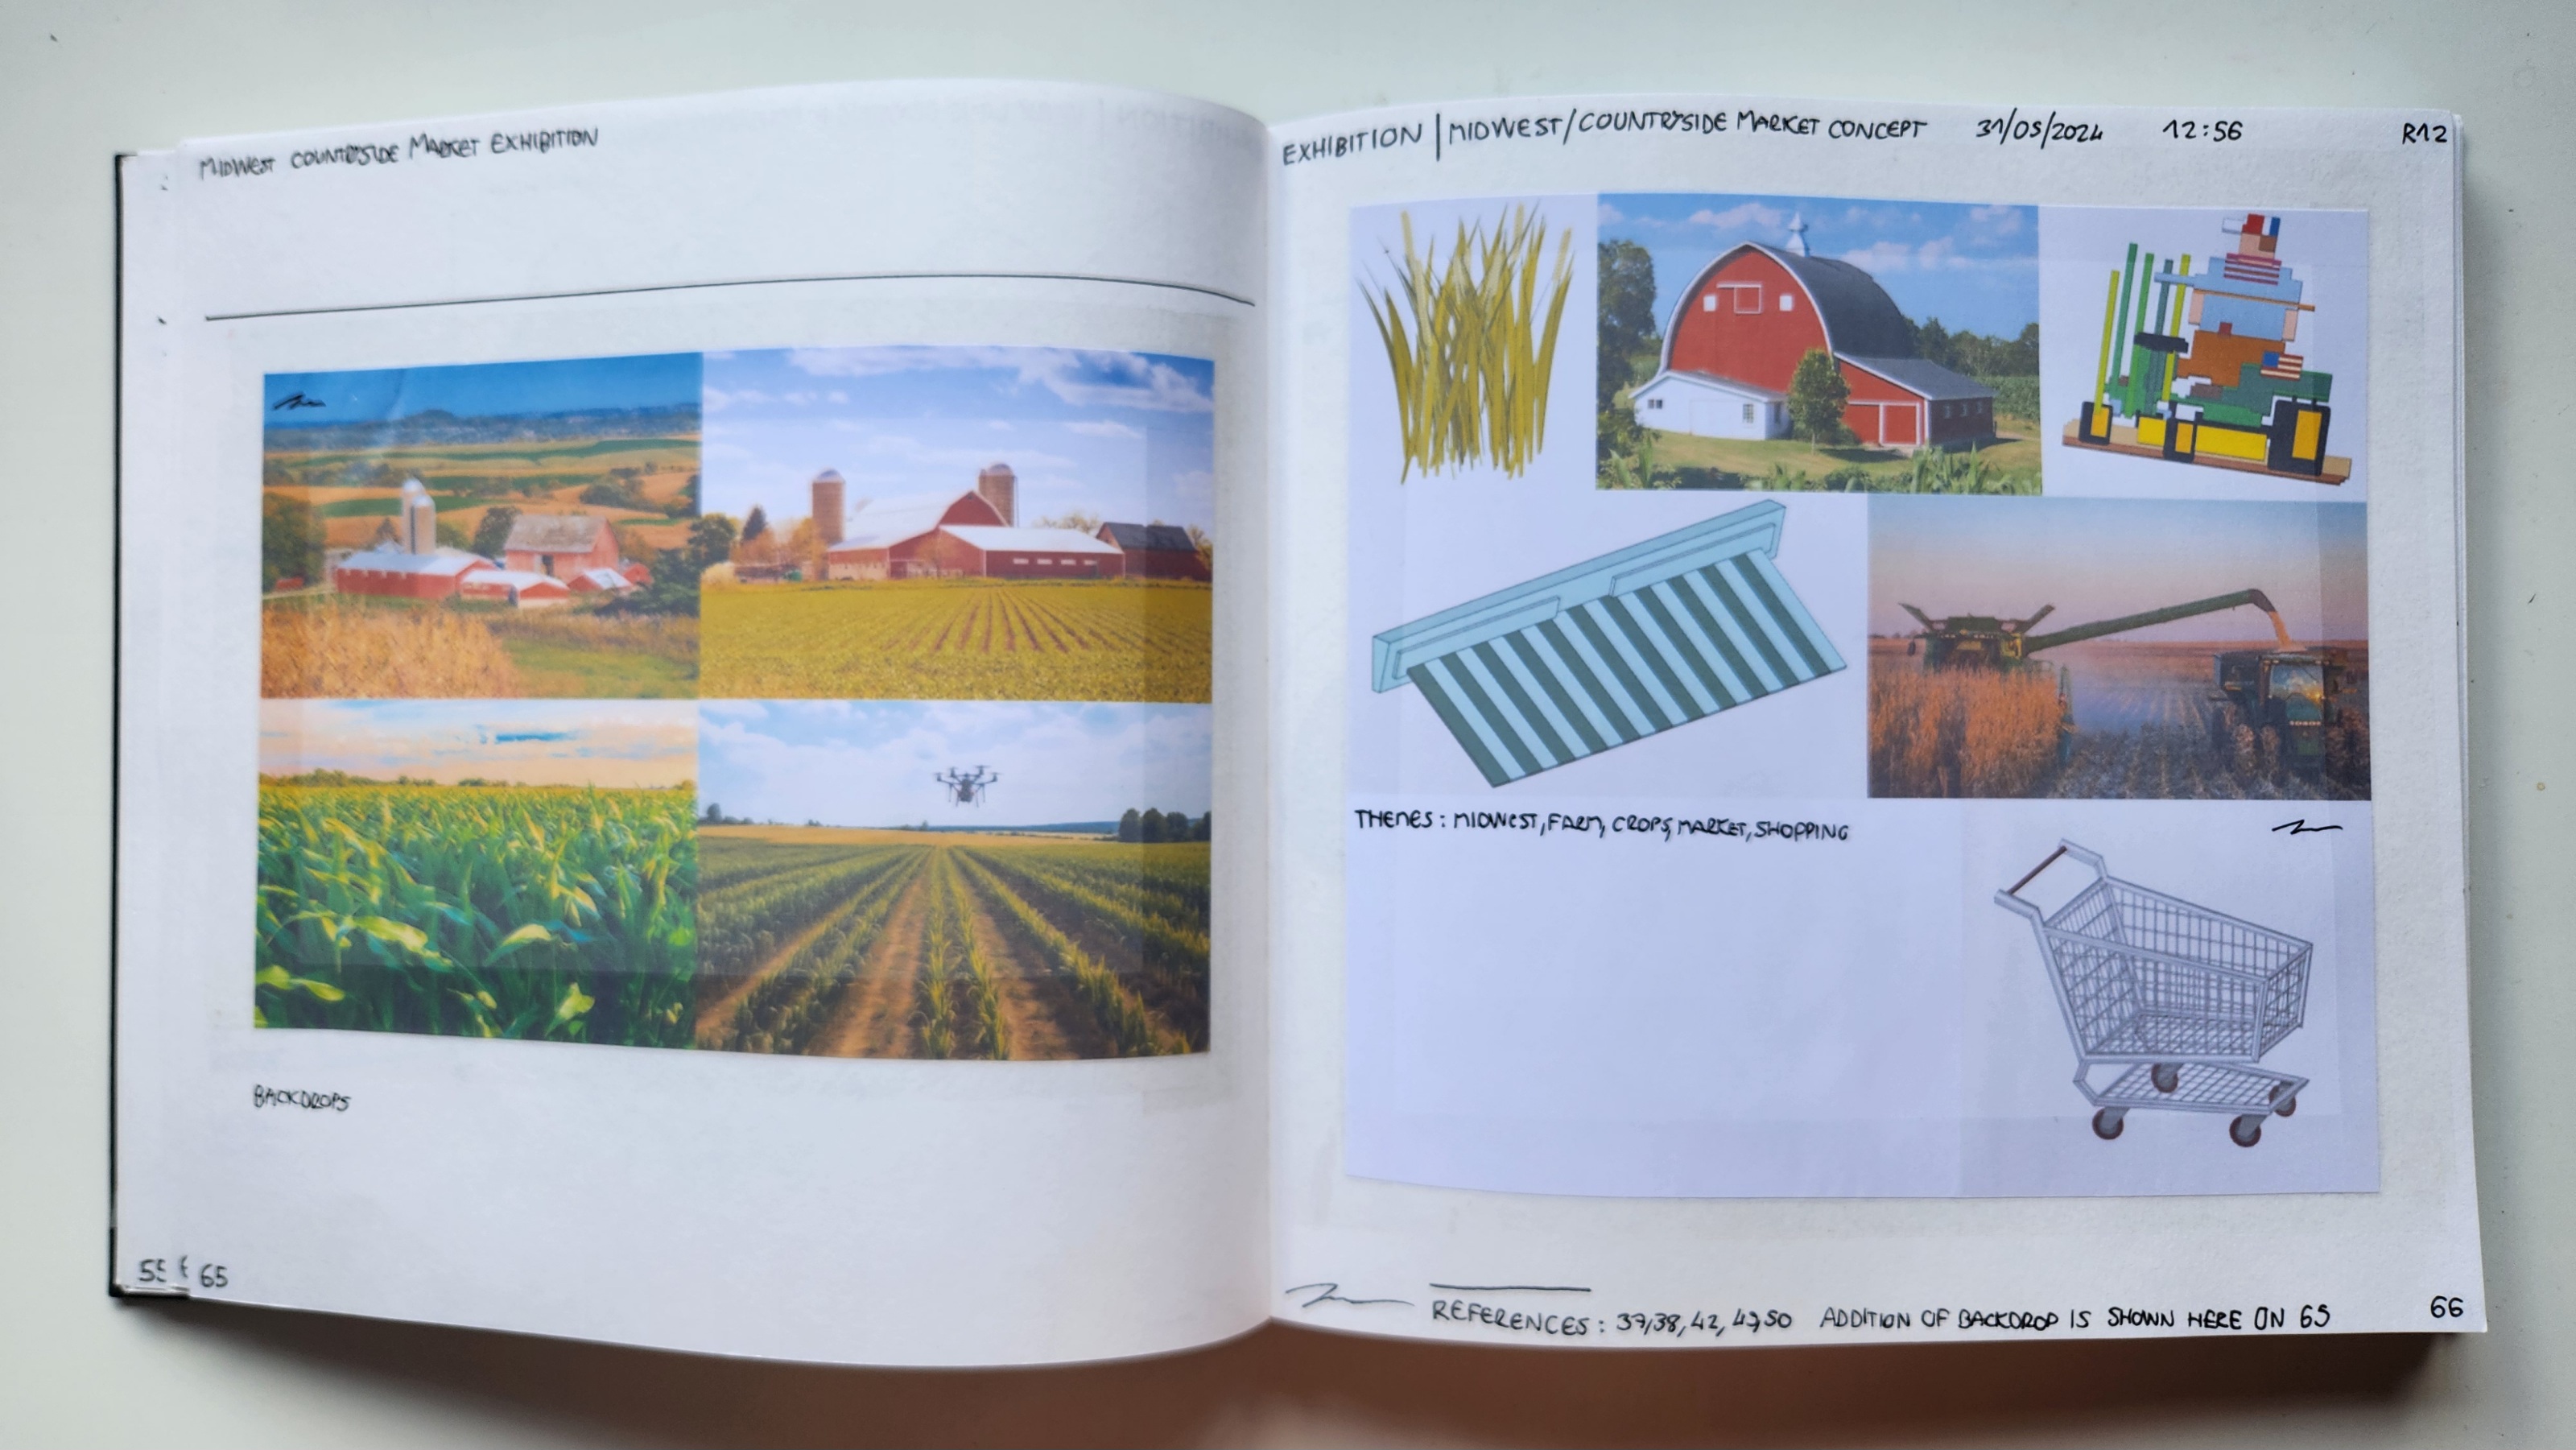 MIDWEST COUNTRYSIDE MARKET EXHIBITION
BACKDROPS
55
65
EXHIBITION | MIDWEST/COUNTRYSIDE MARKET CONCEPT 31/05/2024 12:56 R12
THEMES: MIDWEST, FARM, CROPS, MARKET, SHOPPING
REFERENCES: 37/38, 42, 47, 50 ADDITION OF BACKDROP IS SHOWN HERE ON 65
66